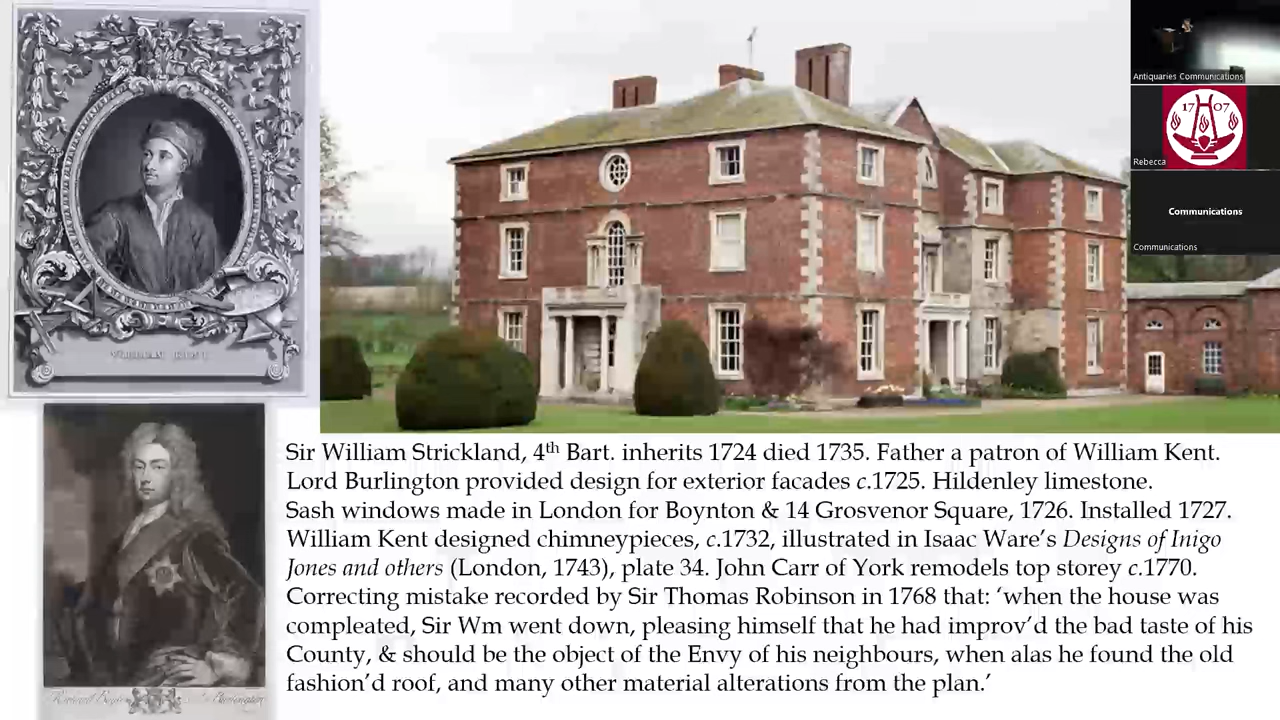 WILLIAM KENT
Antiquaries Communications
17 07
Rebecca
Communications
Communications
Sir William Strickland, 4th Bart. inherits 1724 died 1735. Father a patron of William Kent.
Lord Burlington provided design for exterior facades c.1725. Hildenley limestone.
Sash windows made in London for Boynton & 14 Grosvenor Square, 1726. Installed 1727.
William Kent designed chimneypieces, c.1732, illustrated in Isaac Ware’s Designs of Inigo
Jones and others (London, 1743), plate 34. John Carr of York remodels top storey c.1770.
Correcting mistake recorded by Sir Thomas Robinson in 1768 that: ‘when the house was
compleated, Sir Wm went down, pleasing himself that he had improv’d the bad taste of his
County, & should be the object of the Envy of his neighbours, when alas he found the old
fashion’d roof, and many other material alterations from the plan.’